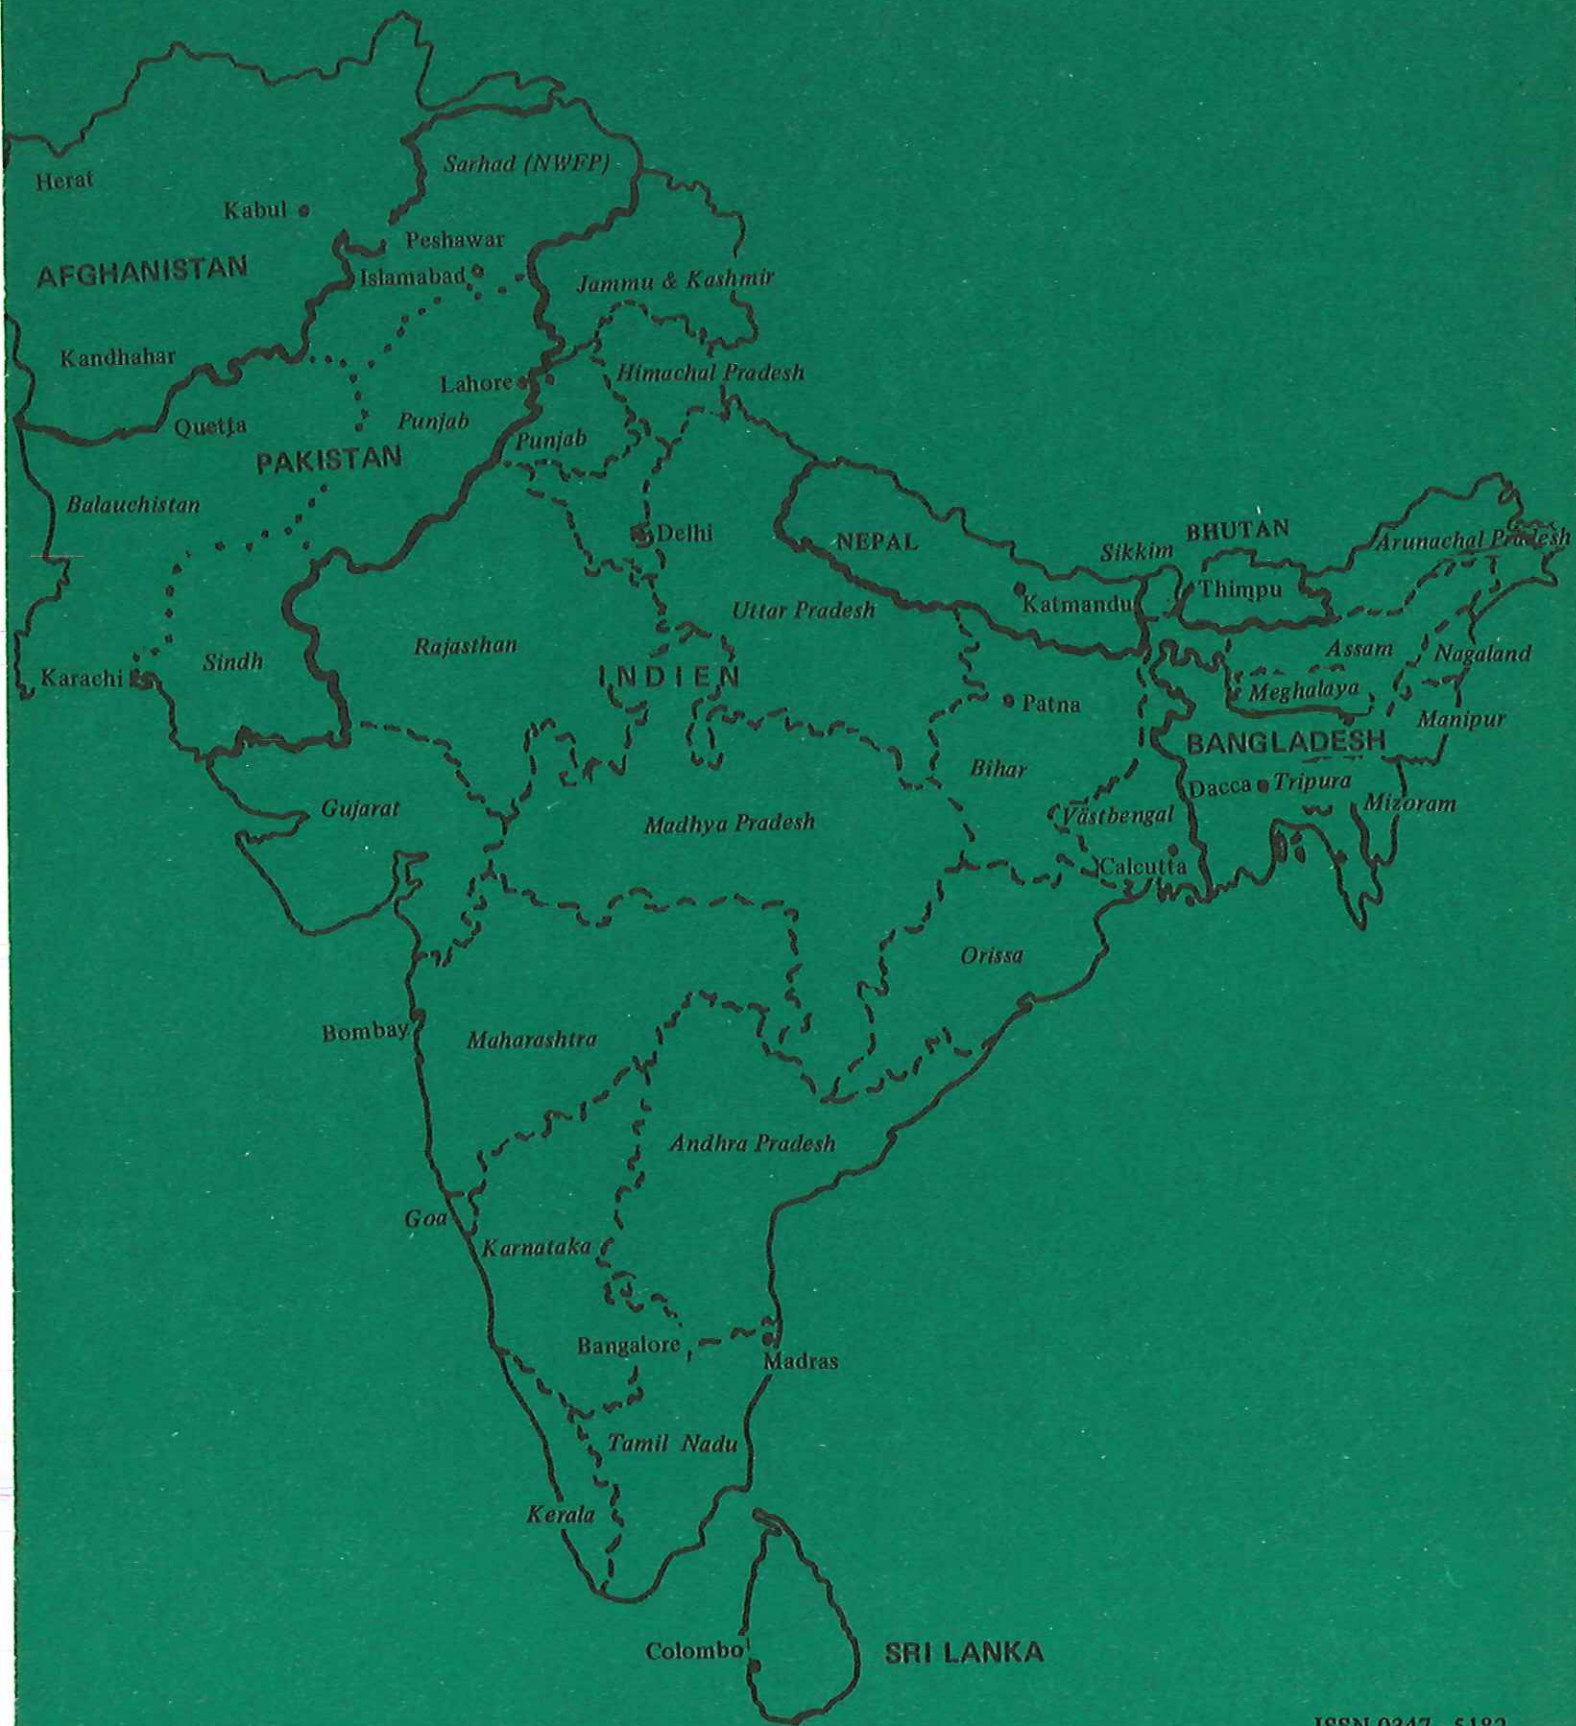 Sarhad (NWFP)
Herat
Kabul
Peshawar
AFGHANISTAN
Islamabad
Jammu & Kashmir
Kandhahar
Lahore
Himachal Pradesh
Quetta
Punjab
Punjab
PAKISTAN
Balauchistan
Delhi
NEPAL
Sikkim
BHUTAN
Arunachal Pradesh
Katmandu
Thimpu
Uttar Pradesh
Rajasthan
Sindh
Karachi
INDIEN
Assam
Nagaland
Meghalaya
Patna
Manipur
BANGLADESH
Bihar
Dacca
Tripura
Mizoram
Gujarat
Madhya Pradesh
Västbengal
Calcutta
Orissa
Bombay
Maharashtra
Andhra Pradesh
Goa
Karnataka
Bangalore
Madras
Tamil Nadu
Kerala
Colombo
SRI LANKA
ISSN 0347 - 5182